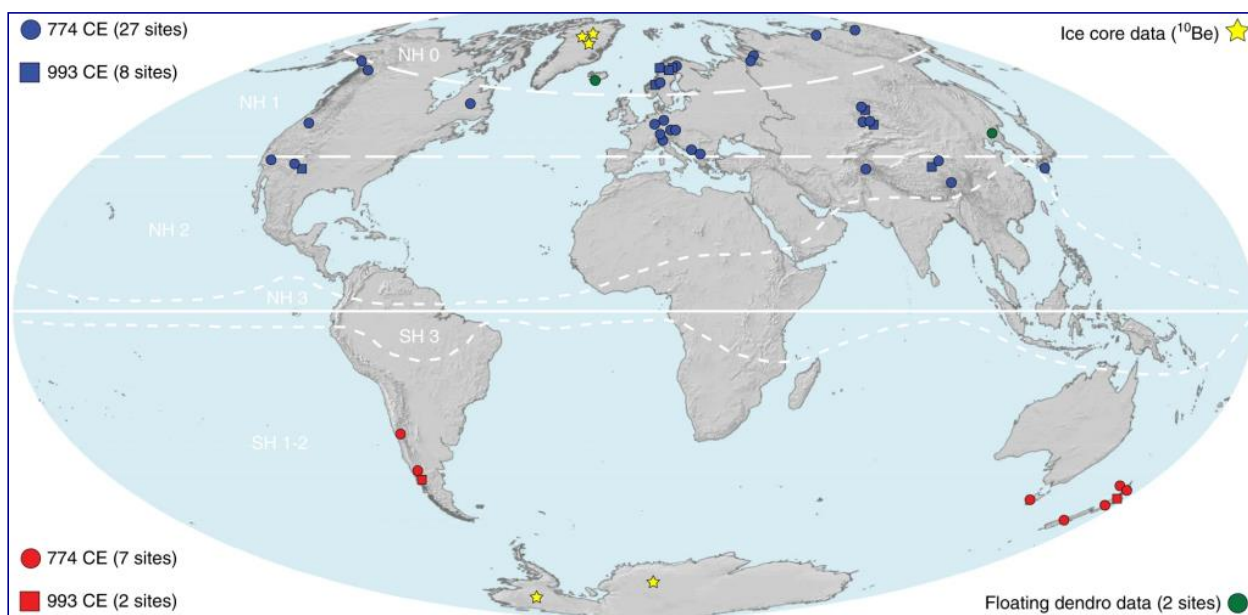 774 CE (27 sites)
993 CE (8 sites)
Ice core data (¹⁰Be)
NH 0
NH 1
NH 2
NH 3
SH 3
SH 1-2
774 CE (7 sites)
993 CE (2 sites)
Floating dendro data (2 sites)